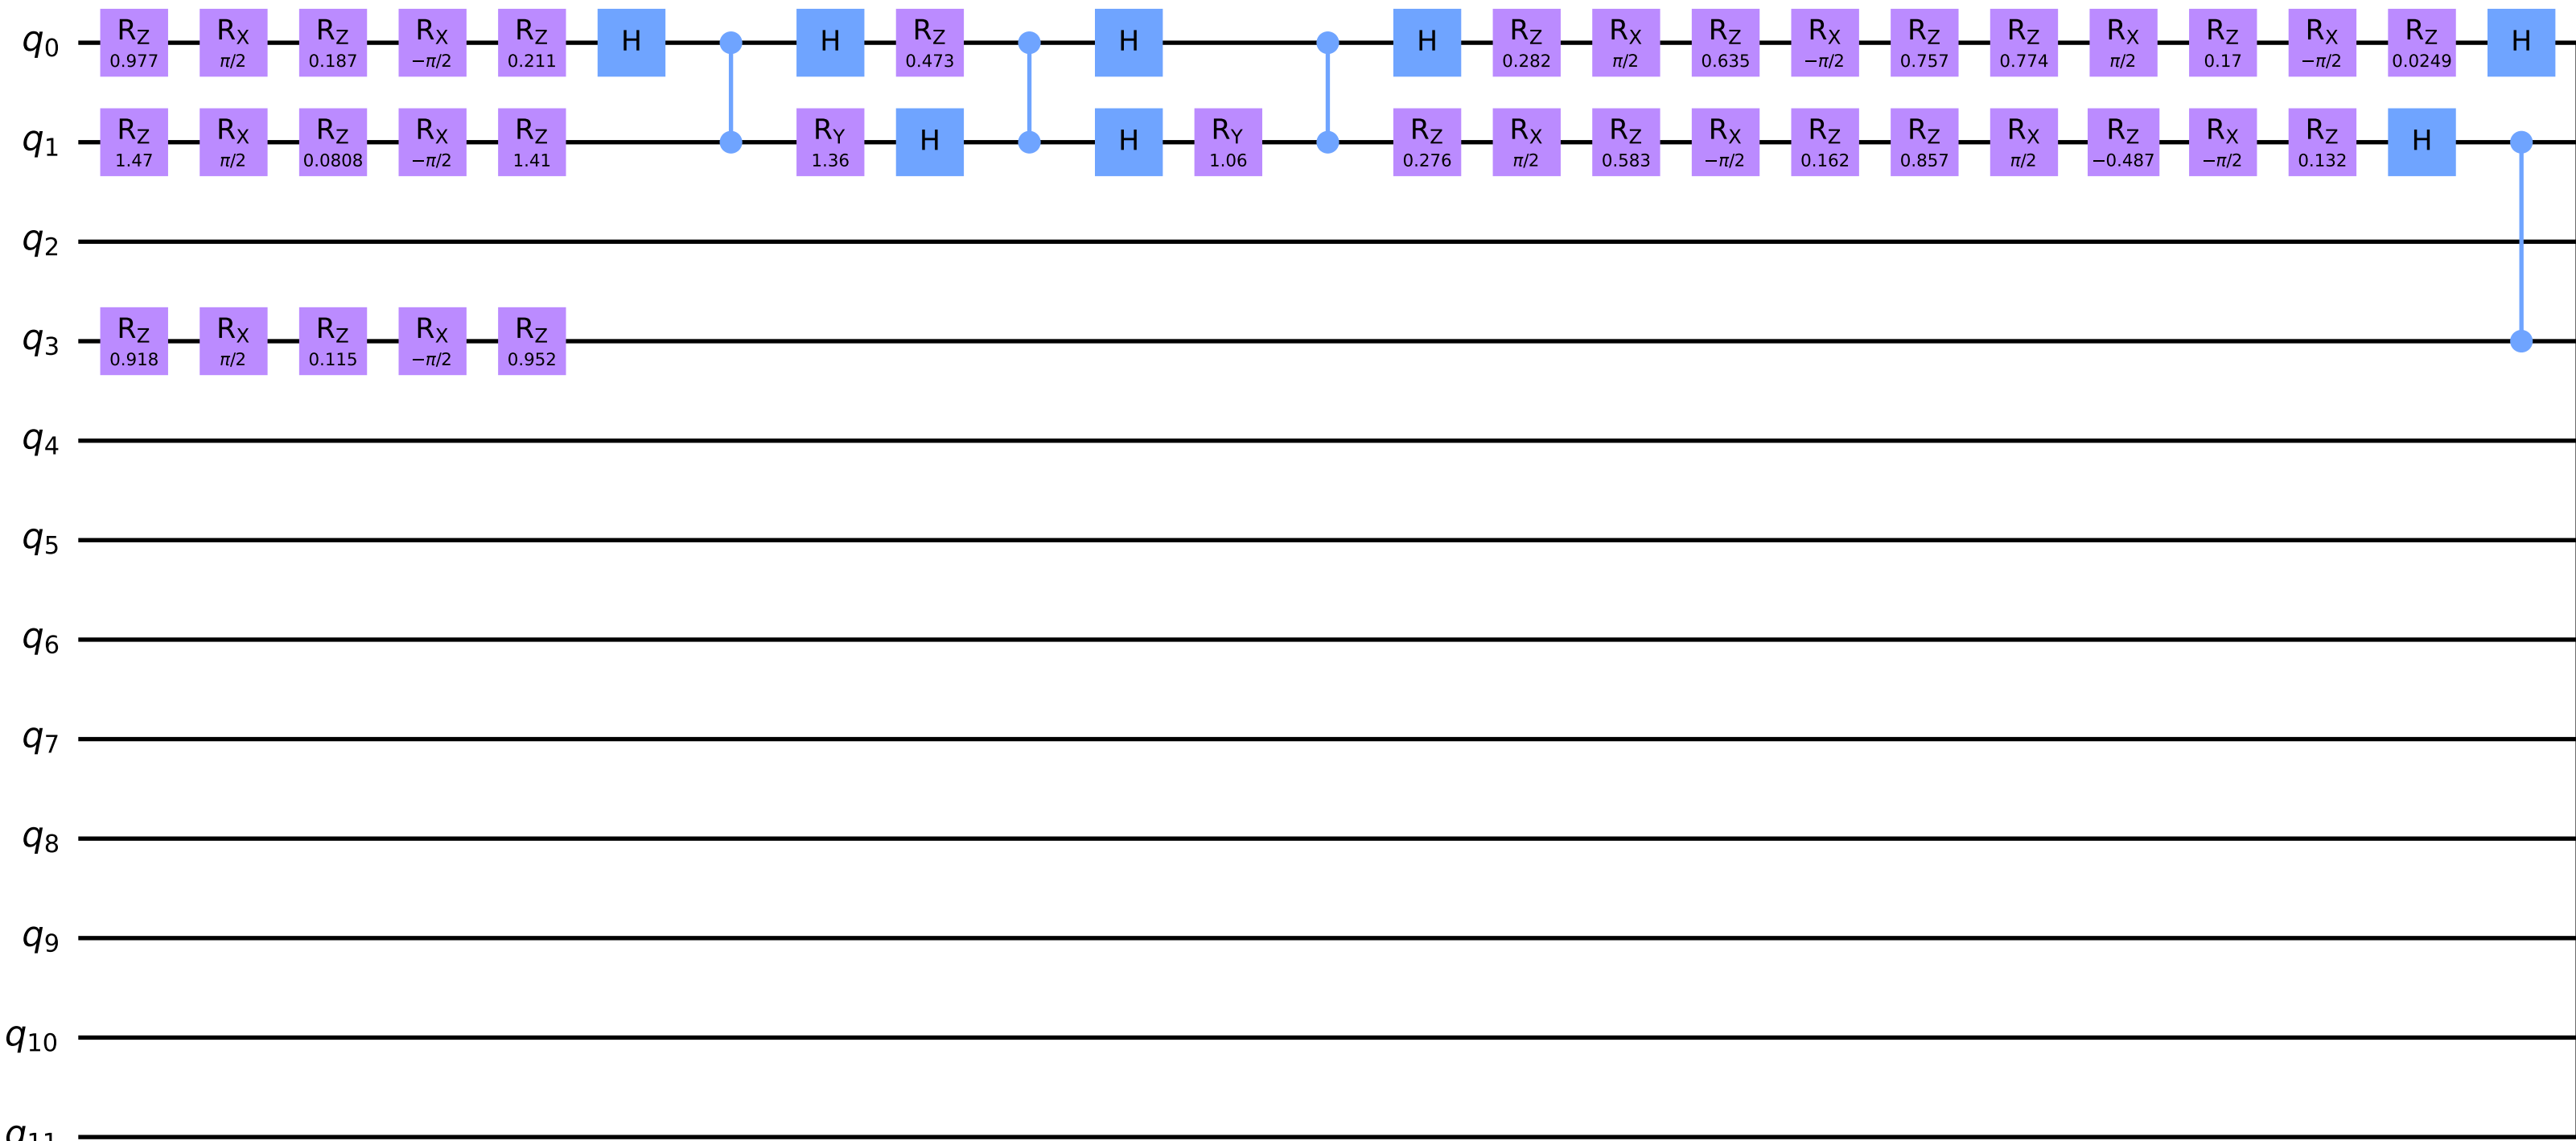 q0 RZ 0.977 RX π/2 RZ 0.187 RX −π/2 RZ 0.211 H H RZ 0.473 H H RZ 0.282 RX π/2 RZ 0.635 RX −π/2 RZ 0.757 RZ 0.774 RX π/2 RZ 0.17 RX −π/2 RZ 0.0249 H
q1 RZ 1.47 RX π/2 RZ 0.0808 RX −π/2 RZ 1.41 RY 1.36 H H RY 1.06 RZ 0.276 RX π/2 RZ 0.583 RX −π/2 RZ 0.162 RZ 0.857 RX π/2 RZ −0.487 RX −π/2 RZ 0.132 H
q2
q3 RZ 0.918 RX π/2 RZ 0.115 RX −π/2 RZ 0.952
q4
q5
q6
q7
q8
q9
q10
q11